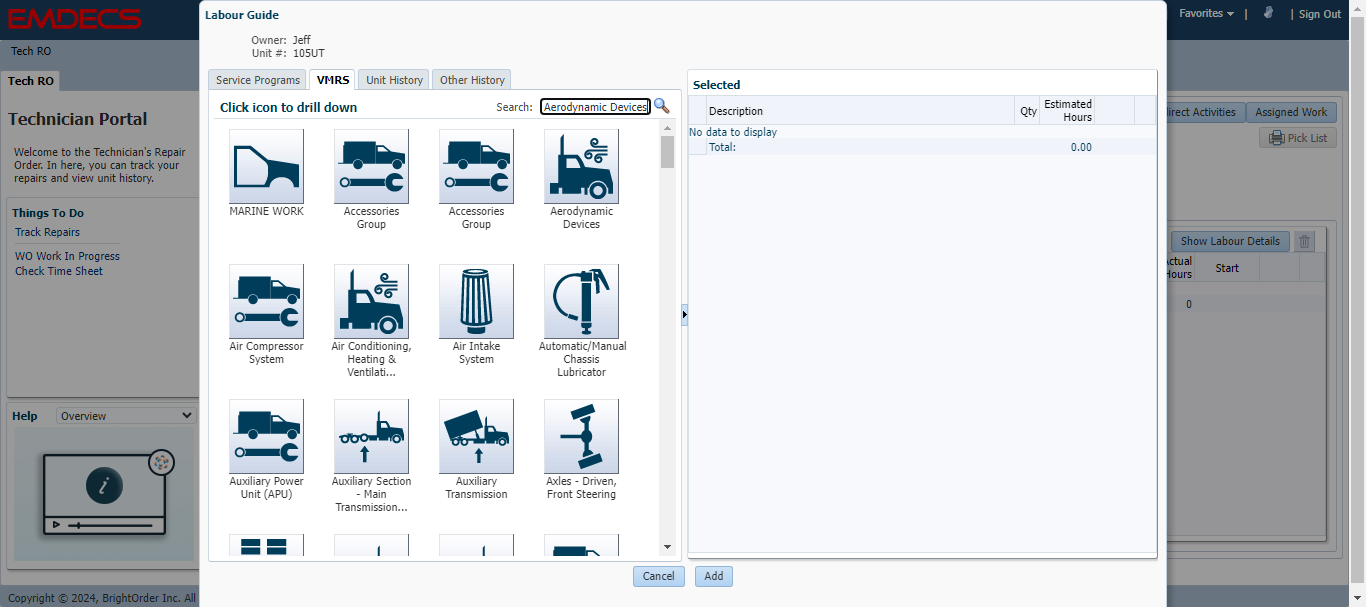 EMDECS
Favorites
|
| Sign Out
Tech RO
Tech RO
Technician Portal
Welcome to the Technician's Repair
Order. In here, you can track your
repairs and view unit history.
Things To Do
Track Repairs
WO Work In Progress
Check Time Sheet
Help
Overview
Copyright © 2024, BrightOrder Inc. All
Labour Guide
Owner: Jeff
Unit #: 105UT
Service Programs
VMRS
Unit History
Other History
Click icon to drill down
Search: Aerodynamic Devices
MARINE WORK
Accessories
Group
Accessories
Group
Aerodynamic
Devices
Air Compressor
System
Air Conditioning,
Heating &
Ventilati...
Air Intake
System
Automatic/Manual
Chassis
Lubricator
Auxiliary Power
Unit (APU)
Auxiliary Section
- Main
Transmission...
Auxiliary
Transmission
Axles - Driven,
Front Steering
Selected
Description
Qty
Estimated
Hours
No data to display
Total: 0.00
Cancel
Add
irect Activities
Assigned Work
Pick List
Show Labour Details
Actual
Hours
Start
0